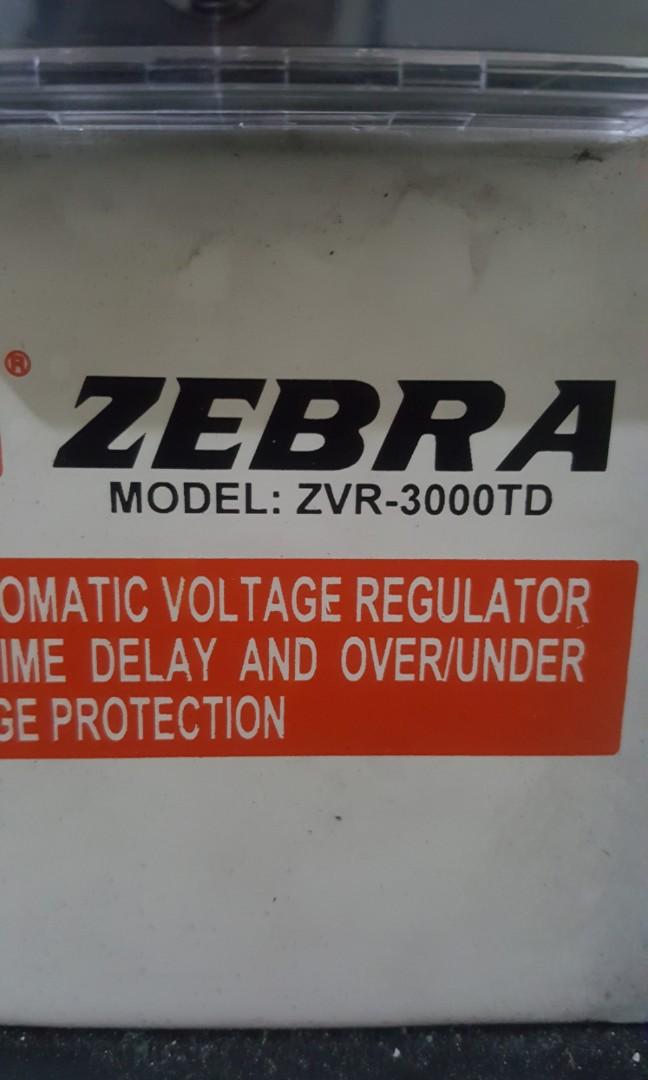 ®
ZEBRA
MODEL: ZVR-3000TD
OMATIC VOLTAGE REGULATOR
IME DELAY AND OVER/UNDER
GE PROTECTION